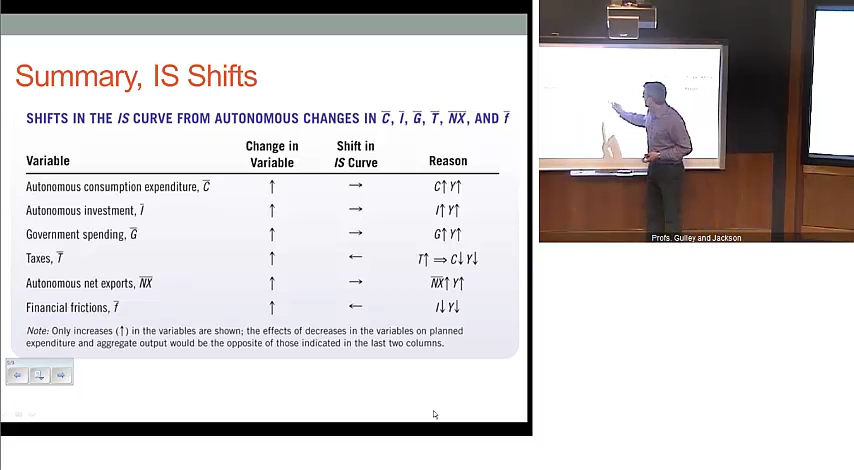 Summary, IS Shifts
SHIFTS IN THE IS CURVE FROM AUTONOMOUS CHANGES IN C̅, I̅, G̅, T̅, N̅X̅, AND f̅
Variable Change in Variable Shift in IS Curve Reason
Autonomous consumption expenditure, C̅ ↑ → C↑ Y↑
Autonomous investment, I̅ ↑ → I↑ Y↑
Government spending, G̅ ↑ → G↑ Y↑
Taxes, T̅ ↑ ← T↑ ⇒ C↓ Y↓
Autonomous net exports, N̅X̅ ↑ → N̅X̅↑ Y↑
Financial frictions, f̅ ↑ ← I↓ Y↓
Note: Only increases (↑) in the variables are shown; the effects of decreases in the variables on planned
expenditure and aggregate output would be the opposite of those indicated in the last two columns.
Profs. Gulley and Jackson